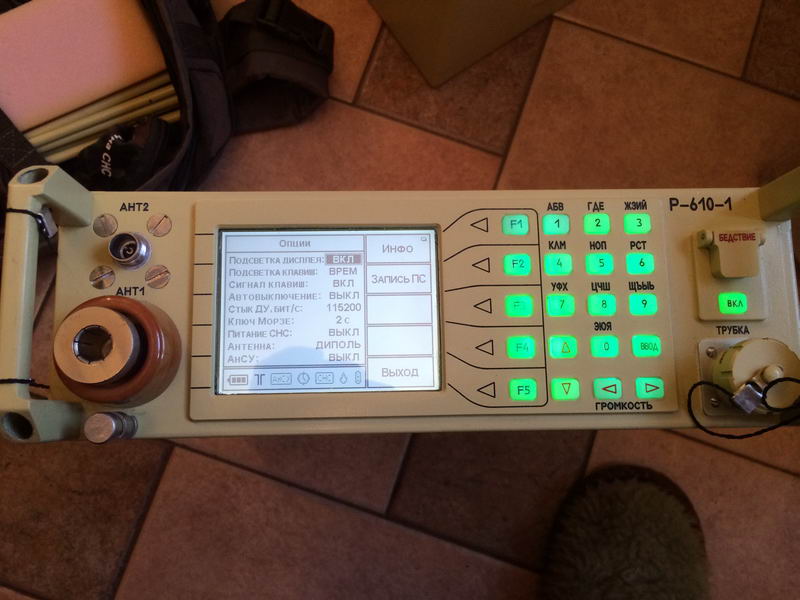 СНС
АНТ2
АНТ1
Опции
Подсветка дисплея: ВКЛ
Подсветка клавиш: ВРЕМ
Сигнал клавиш: ВКЛ
Автовыключение: ВЫКЛ
Стык ДУ, бит/с: 115200
Ключ Морзе: 2 с
Питание СНС: ВЫКЛ
Антенна: ДИПОЛЬ
АнСУ: ВЫКЛ
АнСУ СНС
Инфо
Запись ПС
Выход
F1
F2
F3
F4
F5
АБВ ГДЕ ЖЗИЙ
1 2 3
КЛМ НОП РСТ
4 5 6
УФХ ЦЧШ ЩЪЫЬ
7 8 9
ЭЮЯ
0 ВВОД
ГРОМКОСТЬ
Р-610-1
БЕДСТВИЕ
ВКЛ
ТРУБКА